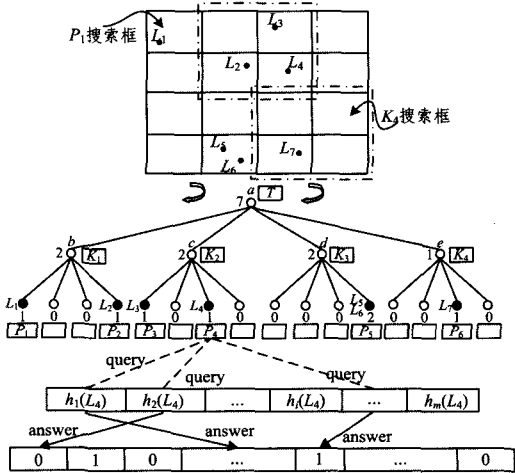 P₁搜索框
L₁
L₃
L₂
L₄
K₄搜索框
L₅
L₆
L₇
a
7
T
b
c
d
e
2
K₁
2
K₂
2
K₃
1
K₄
L₁
L₂
L₃
L₄
L₅
L₆
L₇
1 0 0 1 1 0 1 0 0 0 0 2 0 0 1 0
P₁
P₂
P₃
P₄
P₅
P₆
query
query
query
h₁(L₄) h₂(L₄) ... hᵢ(L₄) ... hₘ(L₄)
answer
answer
answer
0 1 0 ... 1 ... 0